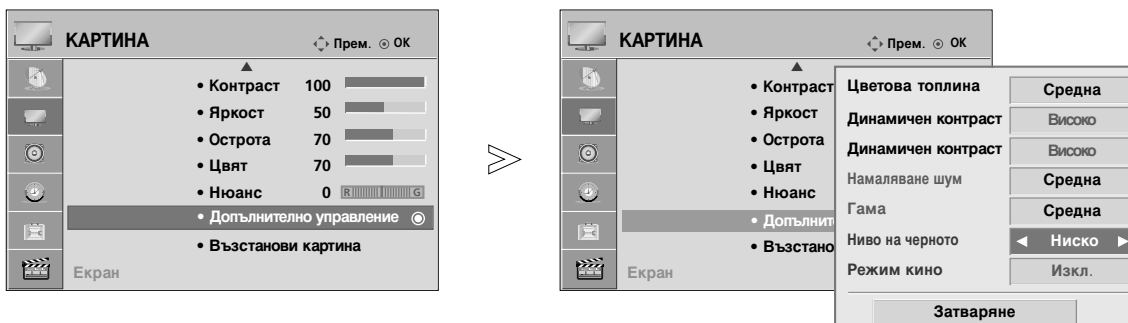 КАРТИНА
Прем. OK
• Контраст 100
• Яркост 50
• Острота 70
• Цвят 70
• Нюанс 0 R G
• Допълнително управление
• Възстанови картина
Екран
КАРТИНА
Прем. OK
• Контраст
• Яркост
• Острота
• Цвят
• Нюанс
• Допълнит
• Възстано
Екран
Цветова топлина Средна
Динамичен контраст Високо
Динамичен контраст Високо
Намаляване шум Средна
Гама Средна
Ниво на черното Ниско
Режим кино Изкл.
Затваряне